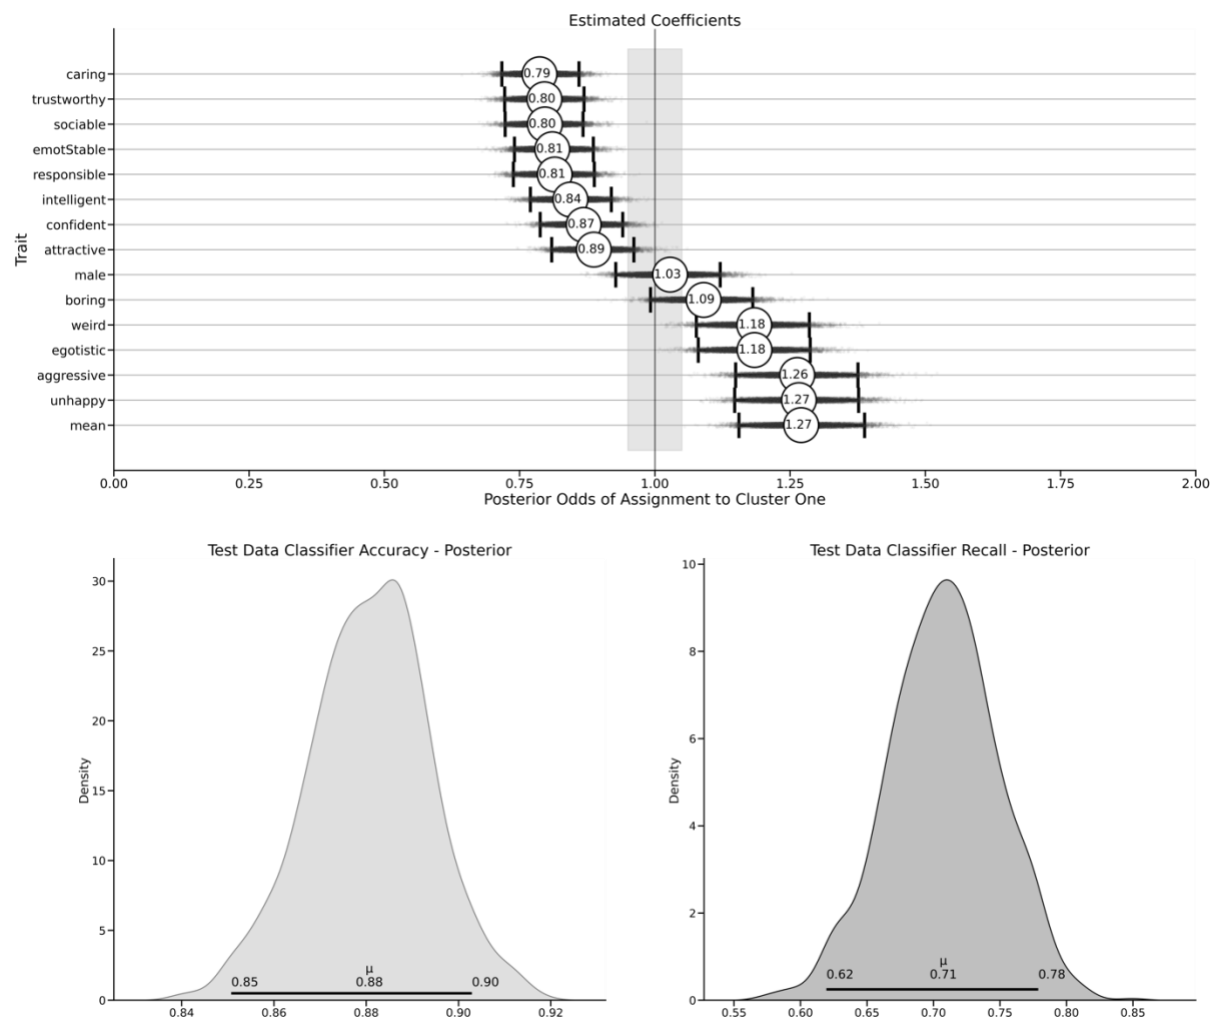 Estimated Coefficients
Trait
caring 0.79
trustworthy 0.80
sociable 0.80
emotStable 0.81
responsible 0.81
intelligent 0.84
confident 0.87
attractive 0.89
male 1.03
boring 1.09
weird 1.18
egotistic 1.18
aggressive 1.26
unhappy 1.27
mean 1.27
0.00 0.25 0.50 0.75 1.00 1.25 1.50 1.75 2.00
Posterior Odds of Assignment to Cluster One
Test Data Classifier Accuracy - Posterior
Density
30
25
20
15
10
5
0
μ
0.85 0.88 0.90
0.84 0.86 0.88 0.90 0.92
Test Data Classifier Recall - Posterior
Density
10
8
6
4
2
0
μ
0.62 0.71 0.78
0.55 0.60 0.65 0.70 0.75 0.80 0.85